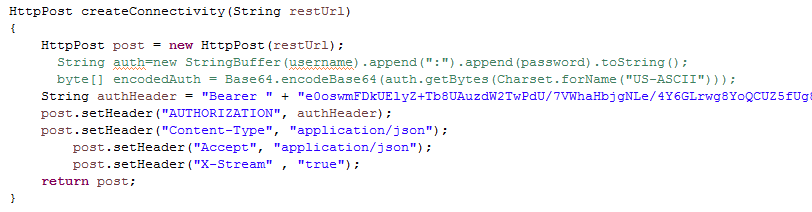 HttpPost createConnectivity(String restUrl)
{
HttpPost post = new HttpPost(restUrl);
String auth=new StringBuffer(username).append(":").append(password).toString();
byte[] encodedAuth = Base64.encodeBase64(auth.getBytes(Charset.forName("US-ASCII")));
String authHeader = "Bearer " + "e0oswmFDkUElyZ+Tb8UAuzdW2TwPdU/7VWhaHbjgNLe/4Y6GLrwg8YoQCUZ5fUg8
post.setHeader("AUTHORIZATION", authHeader);
post.setHeader("Content-Type", "application/json");
post.setHeader("Accept", "application/json");
post.setHeader("X-Stream" , "true");
return post;
}